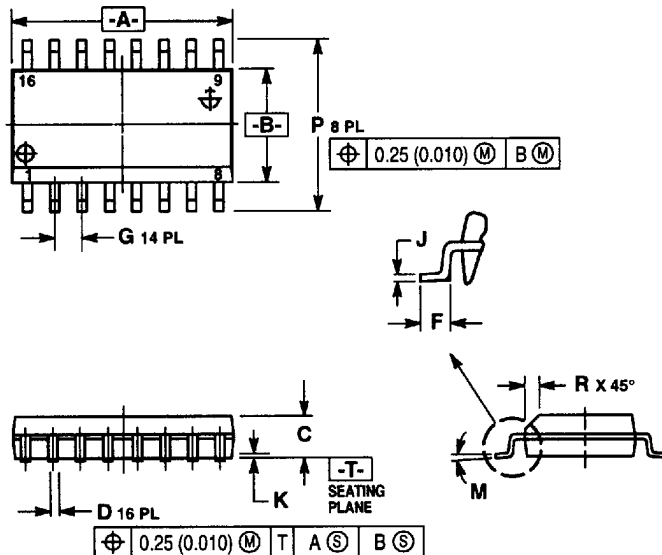 -A-
16 9
-B-
P 8 PL
⌖ 0.25 (0.010) Ⓜ B Ⓜ
1 8
G 14 PL
J
F
R X 45°
C
-T-
SEATING
PLANE
K
M
D 16 PL
⌖ 0.25 (0.010) Ⓜ T A Ⓢ B Ⓢ